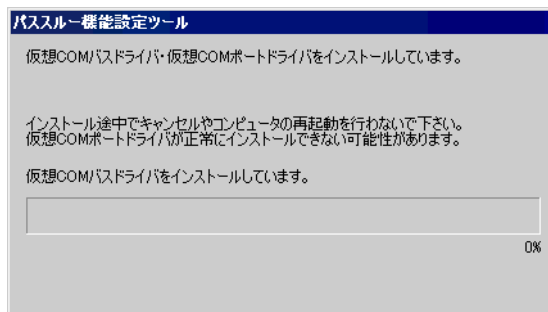 パススルー機能設定ツール
仮想COMバスドライバ・仮想COMポートドライバをインストールしています。
インストール途中でキャンセルやコンピュータの再起動を行わないで下さい。
仮想COMポートドライバが正常にインストールできない可能性があります。
仮想COMバスドライバをインストールしています。
0%